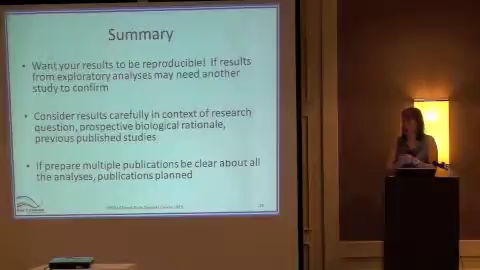 Summary
• Want your results to be reproducible! If results
from exploratory analyses may need another
study to confirm
• Consider results carefully in context of research
question, prospective biological rationale,
previous published studies
• If prepare multiple publications be clear about all
the analyses, publications planned